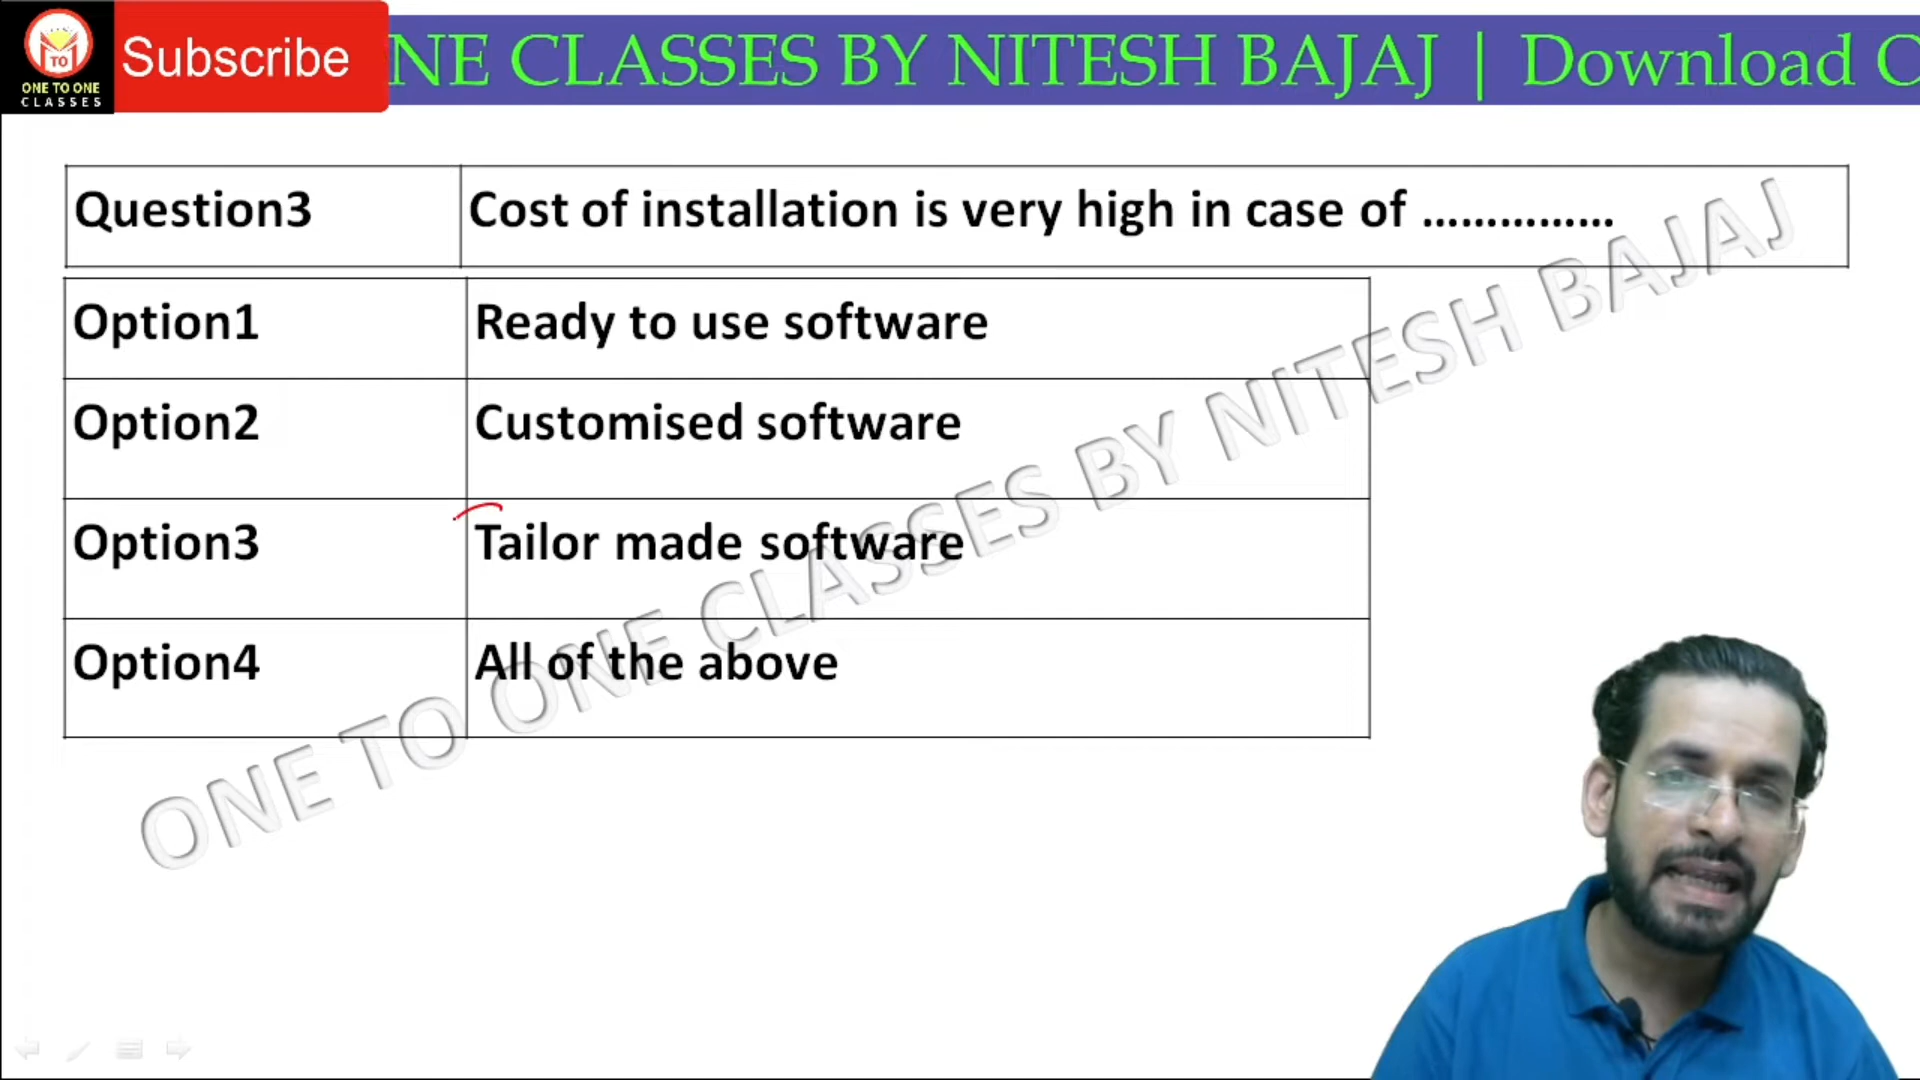 TO
ONE TO ONE
CLASSES
Subscribe
NE CLASSES BY NITESH BAJAJ | Download
Question3 Cost of installation is very high in case of ...............
Option1 Ready to use software
Option2 Customised software
Option3 Tailor made software
Option4 All of the above
ONE TO ONE CLASSES BY NITESH BAJAJ